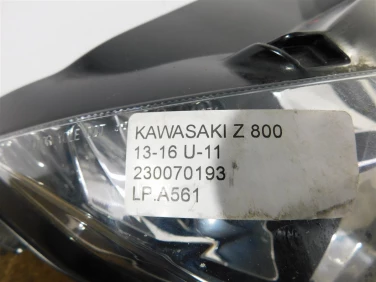 KAWASAKI Z 800
13-16 U-11
230070193
LP.A561